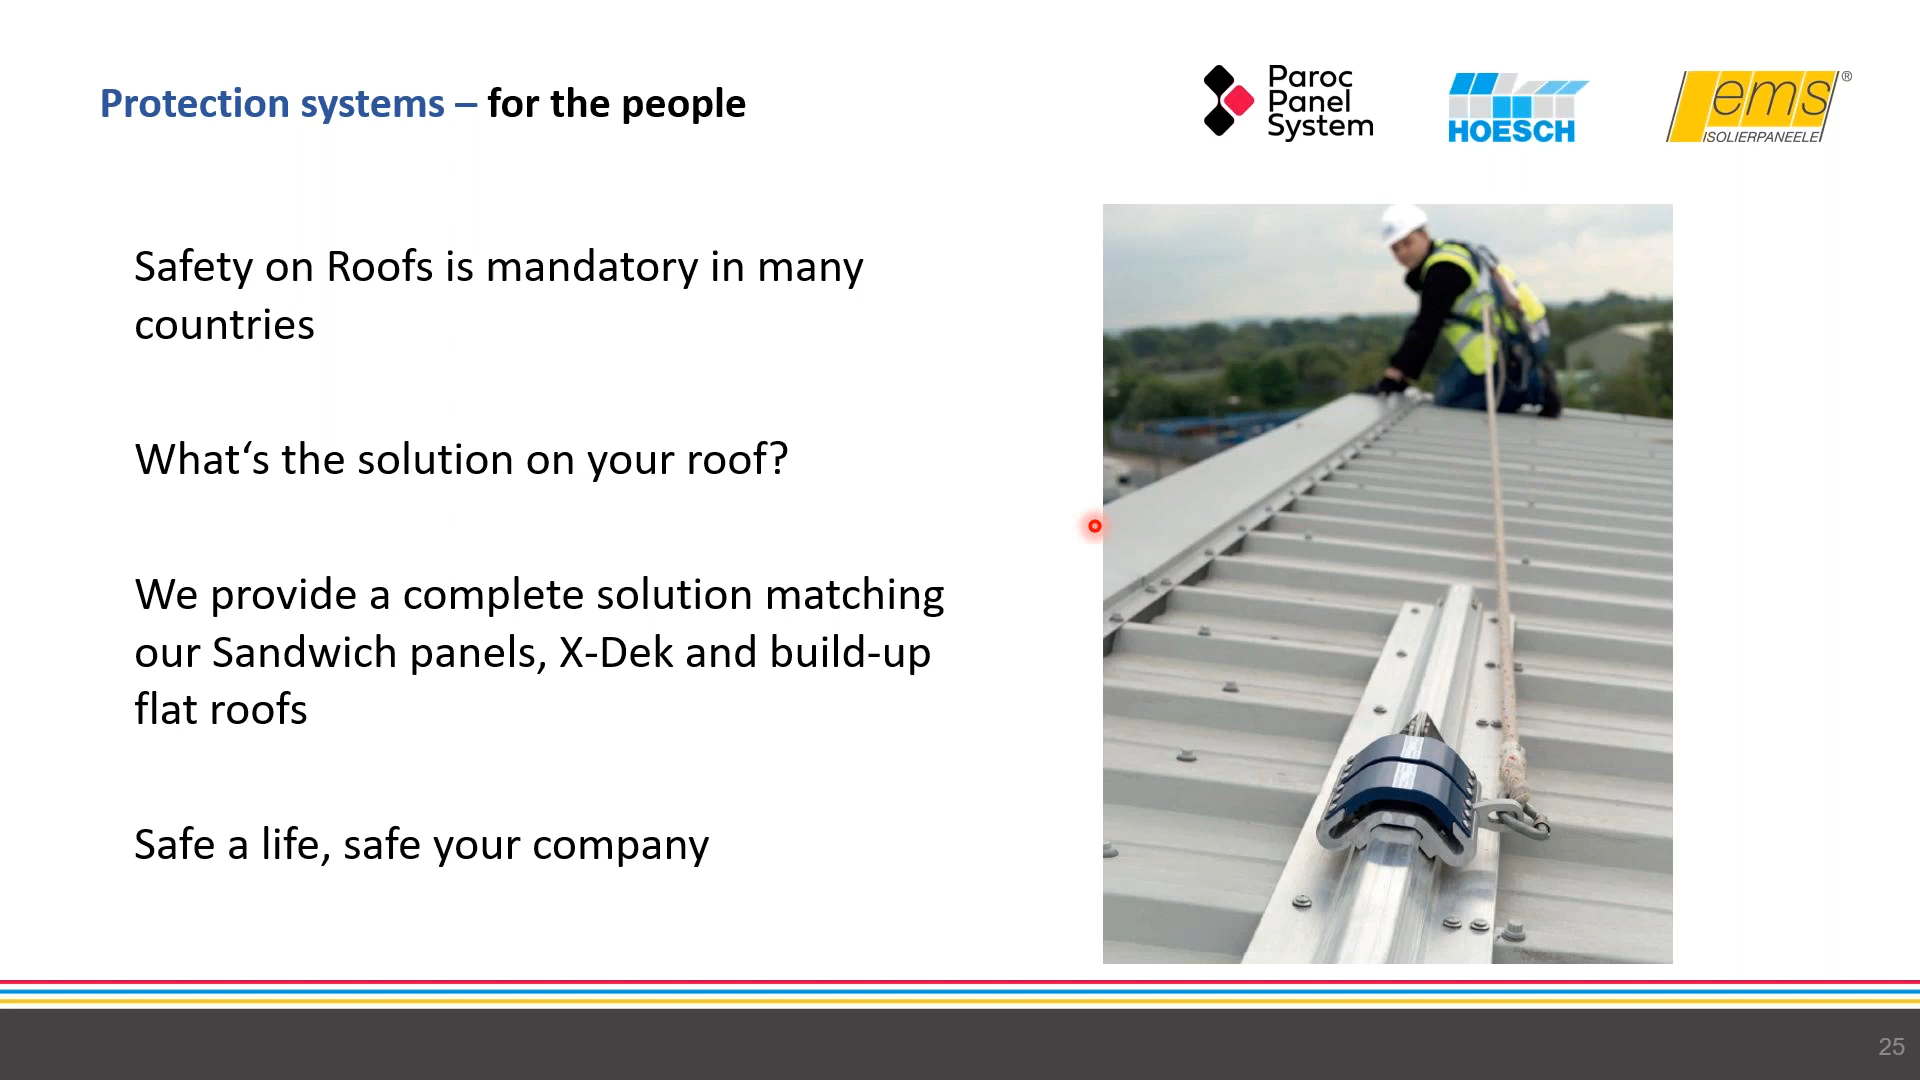 Protection systems – for the people
Paroc
Panel
System
HOESCH
ems®
ISOLIERPANEELE
Safety on Roofs is mandatory in many
countries
What‘s the solution on your roof?
We provide a complete solution matching
our Sandwich panels, X-Dek and build-up
flat roofs
Safe a life, safe your company
25